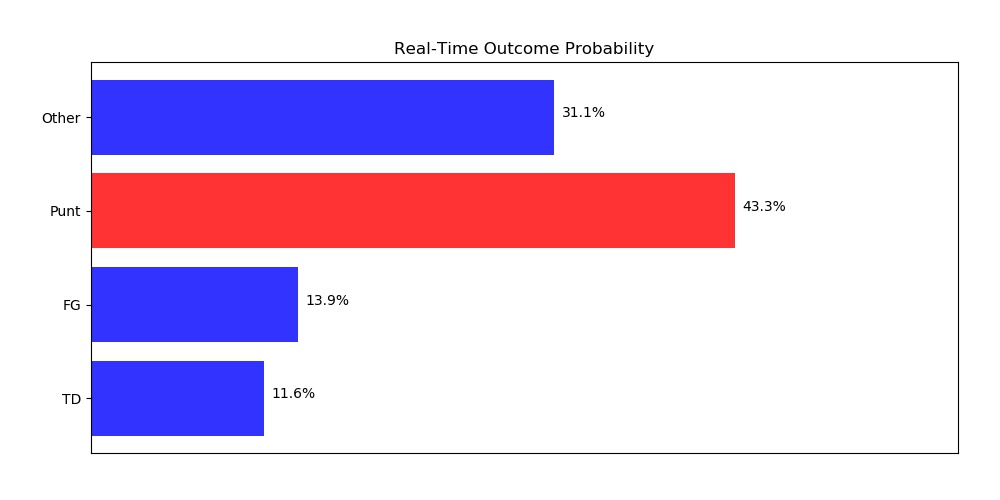 Real-Time Outcome Probability
Other
31.1%
Punt
43.3%
FG
13.9%
TD
11.6%